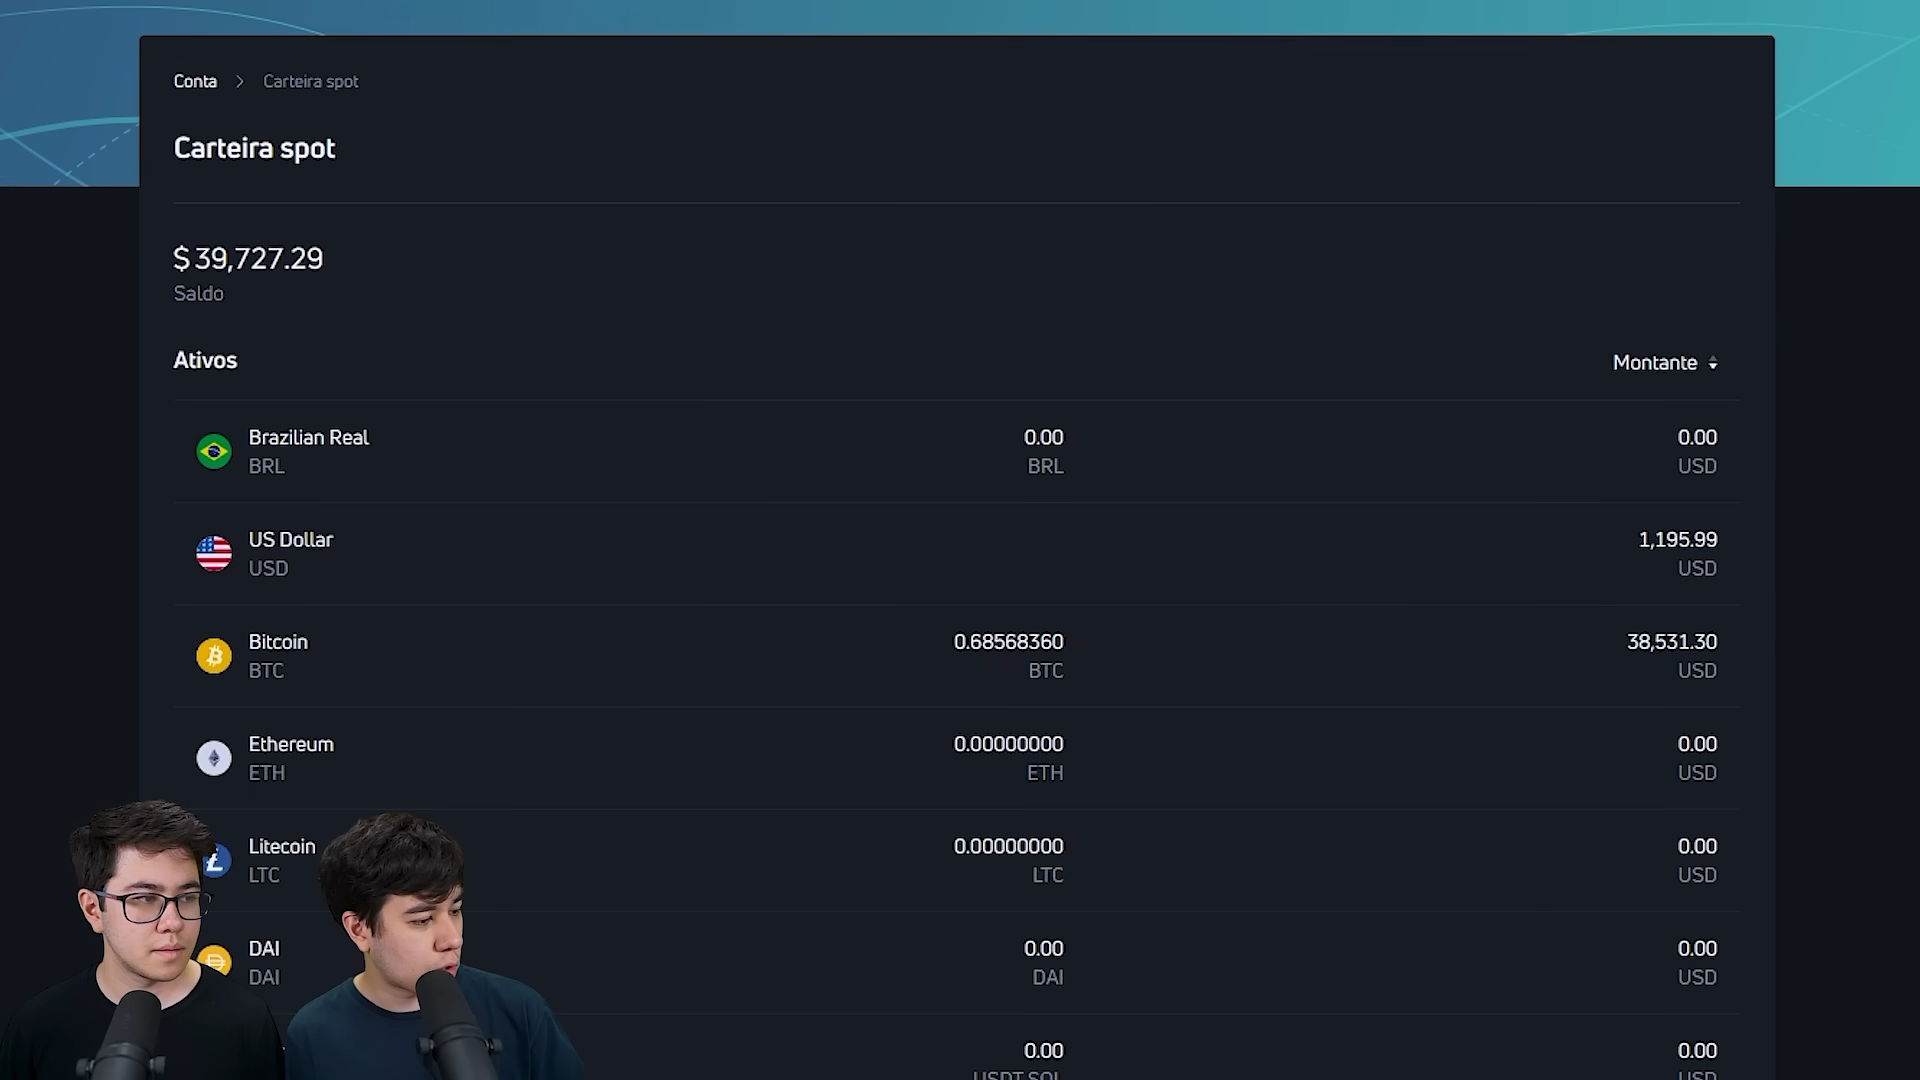 Conta > Carteira spot
Carteira spot
$ 39,727.29
Saldo
Ativos
Montante
Brazilian Real 0.00 0.00
BRL BRL USD
US Dollar 1,195.99
USD USD
Bitcoin 0.68568360 38,531.30
BTC BTC USD
Ethereum 0.00000000 0.00
ETH ETH USD
Litecoin 0.00000000 0.00
LTC LTC USD
DAI 0.00 0.00
DAI DAI USD
0.00 0.00
USDT SOL USD